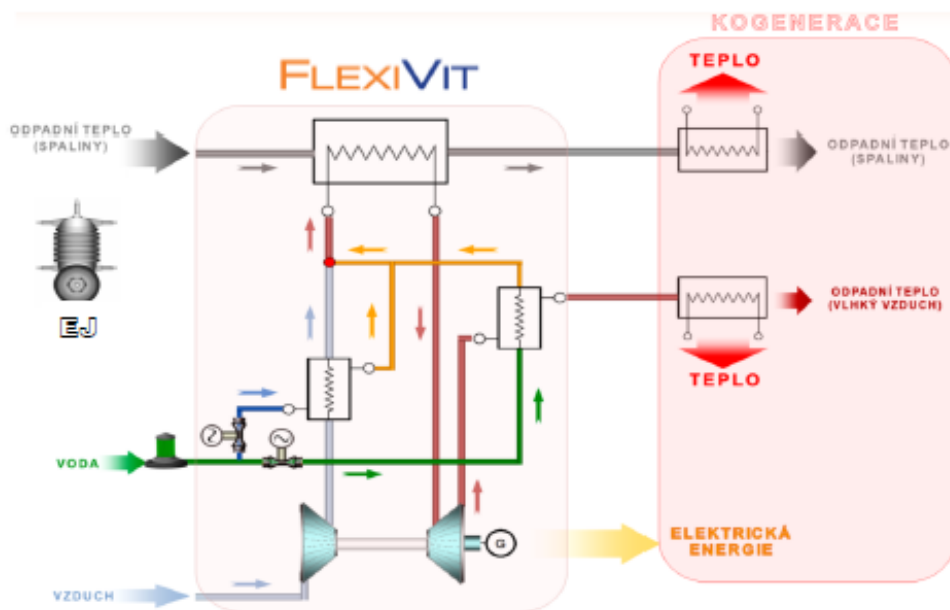 KOGENERACE
FLEXIVIT
TEPLO
ODPADNÍ TEPLO
(SPALINY)
ODPADNÍ TEPLO
(SPALINY)
EJ
ODPADNÍ TEPLO
(VLHKÝ VZDUCH)
TEPLO
VODA
G
ELEKTRICKÁ
ENERGIE
VZDUCH